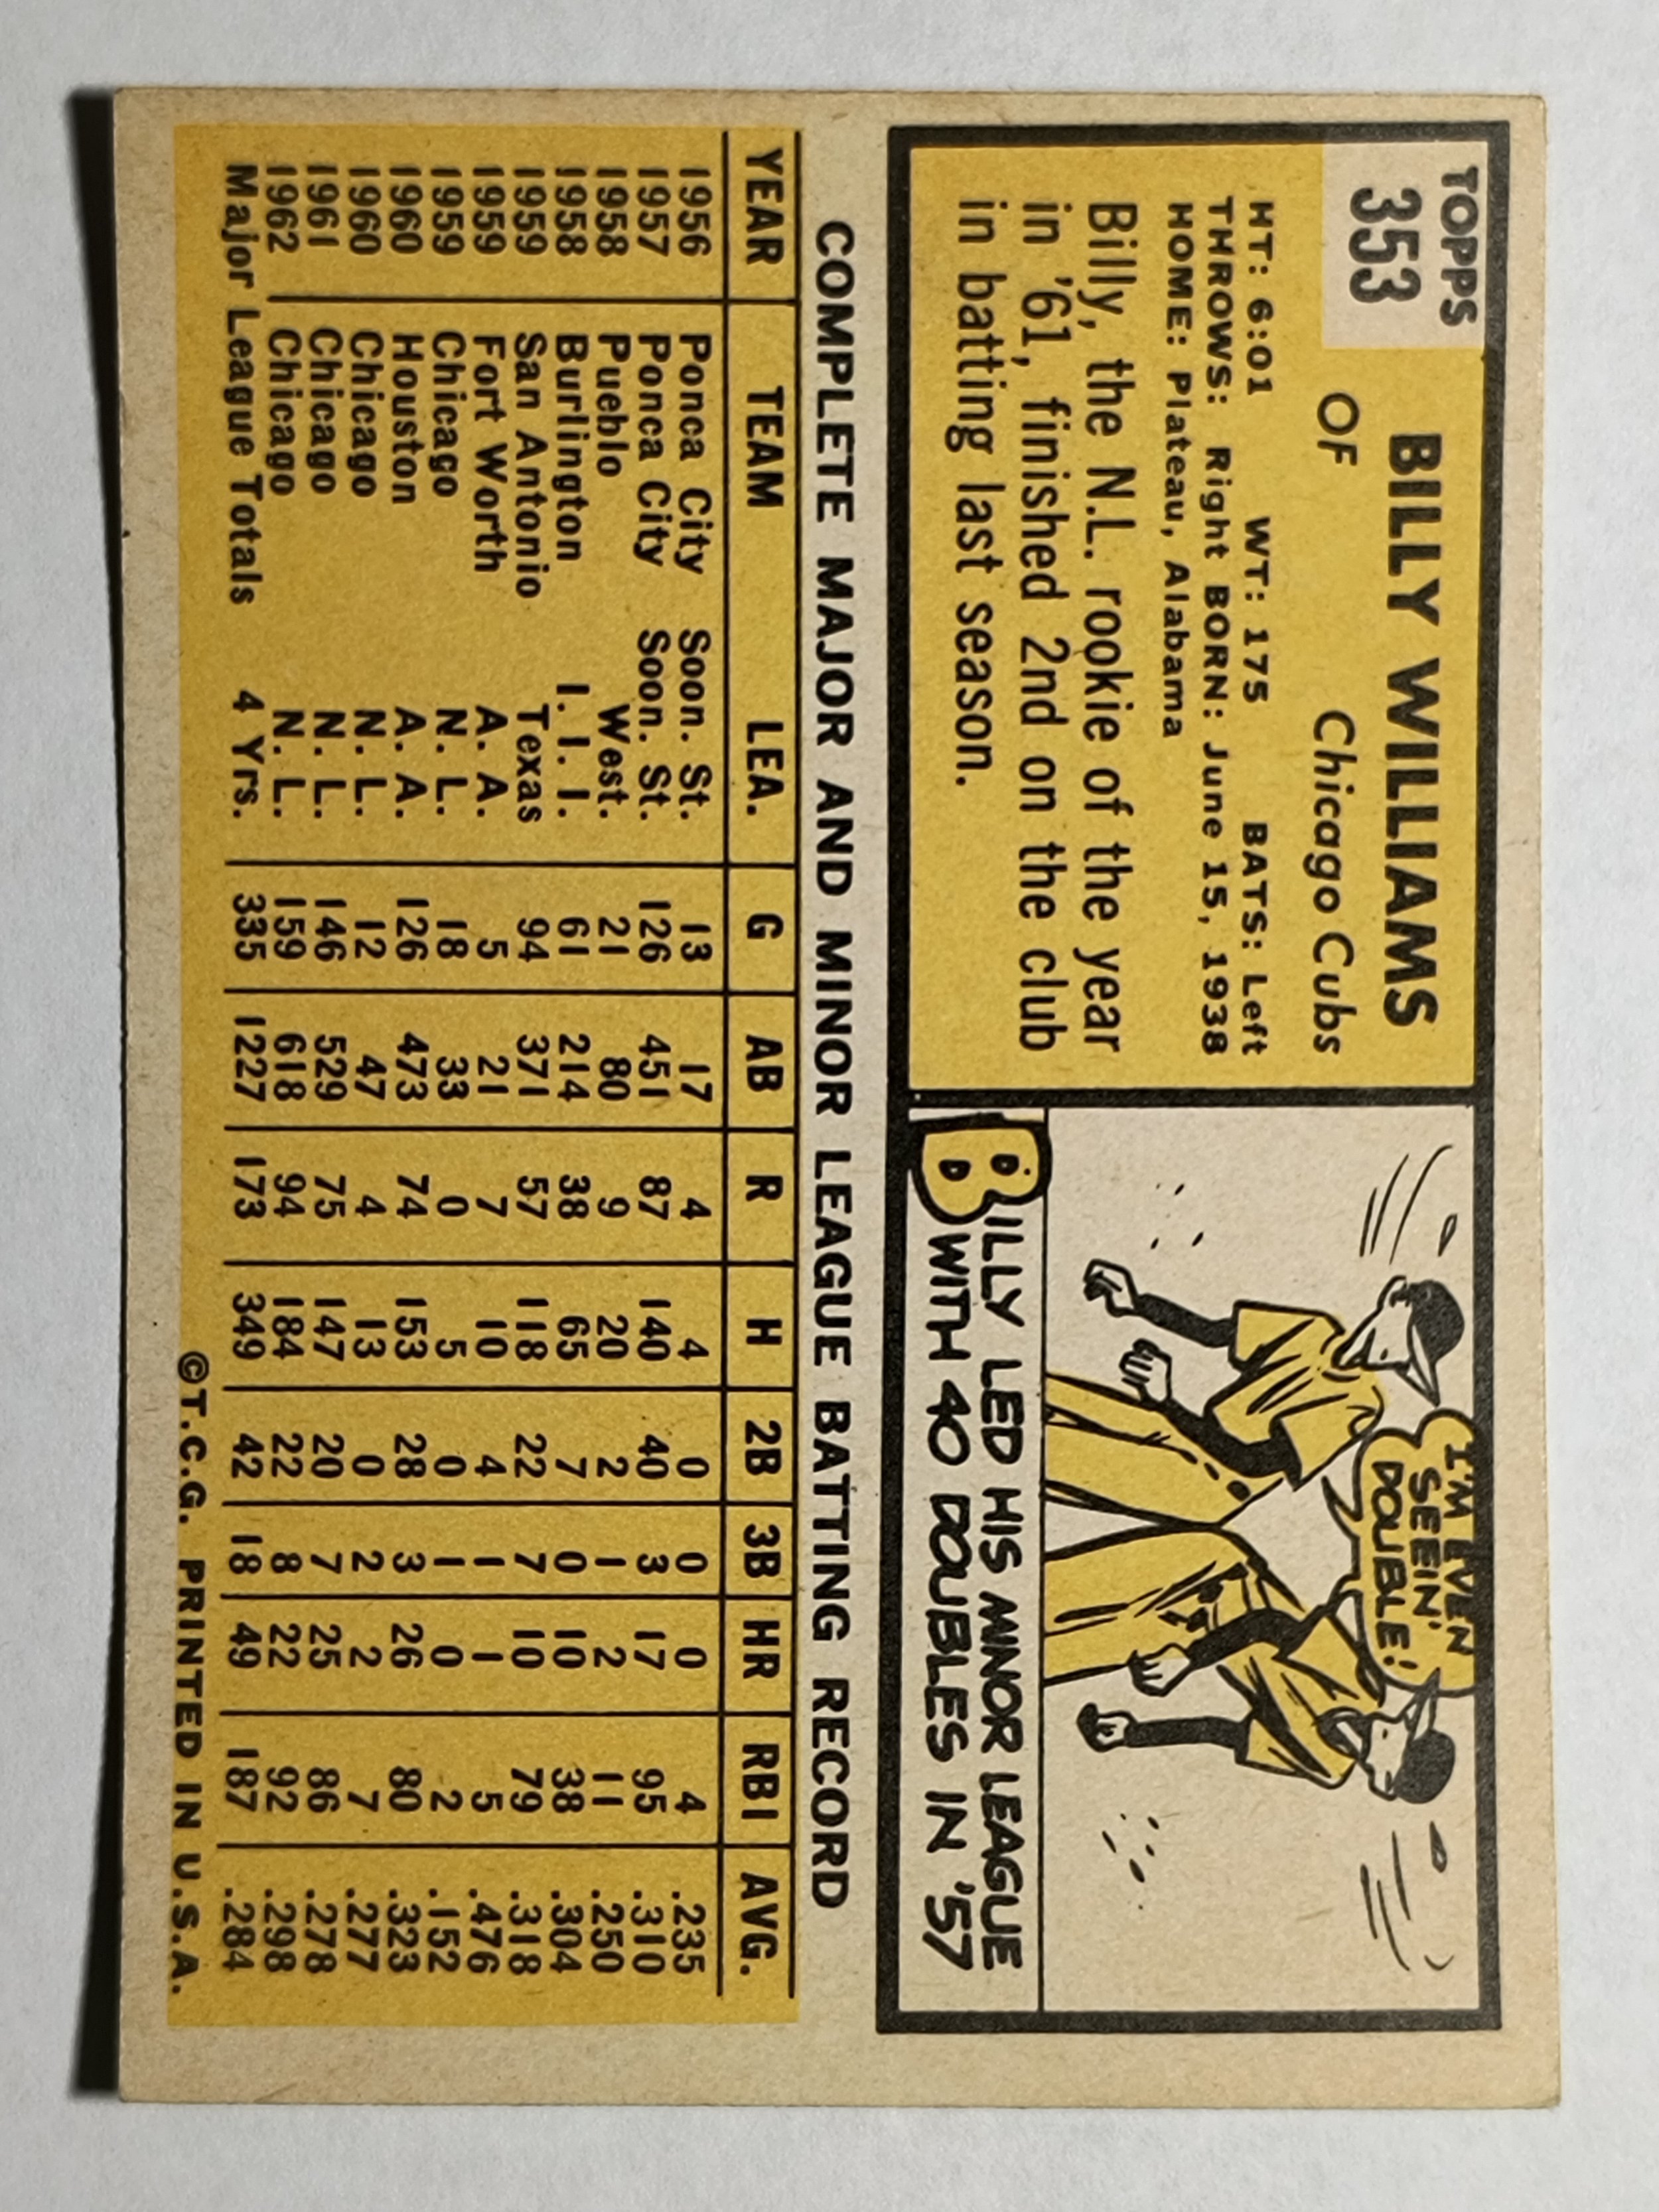 TOPPS
353
BILLY WILLIAMS
OF Chicago Cubs
HT: 6:01 WT: 175 BATS: Left
THROWS: Right BORN: June 15, 1938
HOME: Plateau, Alabama
Billy, the N.L. rookie of the year
in '61, finished 2nd on the club
in batting last season.
I'M EVEN
SEEIN'
DOUBLE!
BILLY LED HIS MINOR LEAGUE
WITH 40 DOUBLES IN '57
COMPLETE MAJOR AND MINOR LEAGUE BATTING RECORD
YEAR TEAM LEA. G AB R H 2B 3B HR RBI AVG.
1956 Ponca City Soon. St. 13 17 4 4 0 0 0 4 .235
1957 Ponca City Soon. St. 126 451 87 140 40 3 17 95 .310
1958 Pueblo West. 21 80 9 20 2 1 2 11 .250
1958 Burlington I. I. I. 61 214 38 65 7 0 10 38 .304
1959 San Antonio Texas 94 371 57 118 22 7 10 79 .318
1959 Fort Worth A. A. 5 21 7 10 4 1 1 5 .476
1959 Chicago N. L. 18 33 0 5 0 1 0 2 .152
1960 Houston A. A. 126 473 74 153 28 3 26 80 .323
1960 Chicago N. L. 12 47 4 13 0 2 2 7 .277
1961 Chicago N. L. 146 529 75 147 20 7 25 86 .278
1962 Chicago N. L. 159 618 94 184 22 8 22 92 .298
Major League Totals 4 Yrs. 335 1227 173 349 42 18 49 187 .284
©T.C.G. PRINTED IN U.S.A.